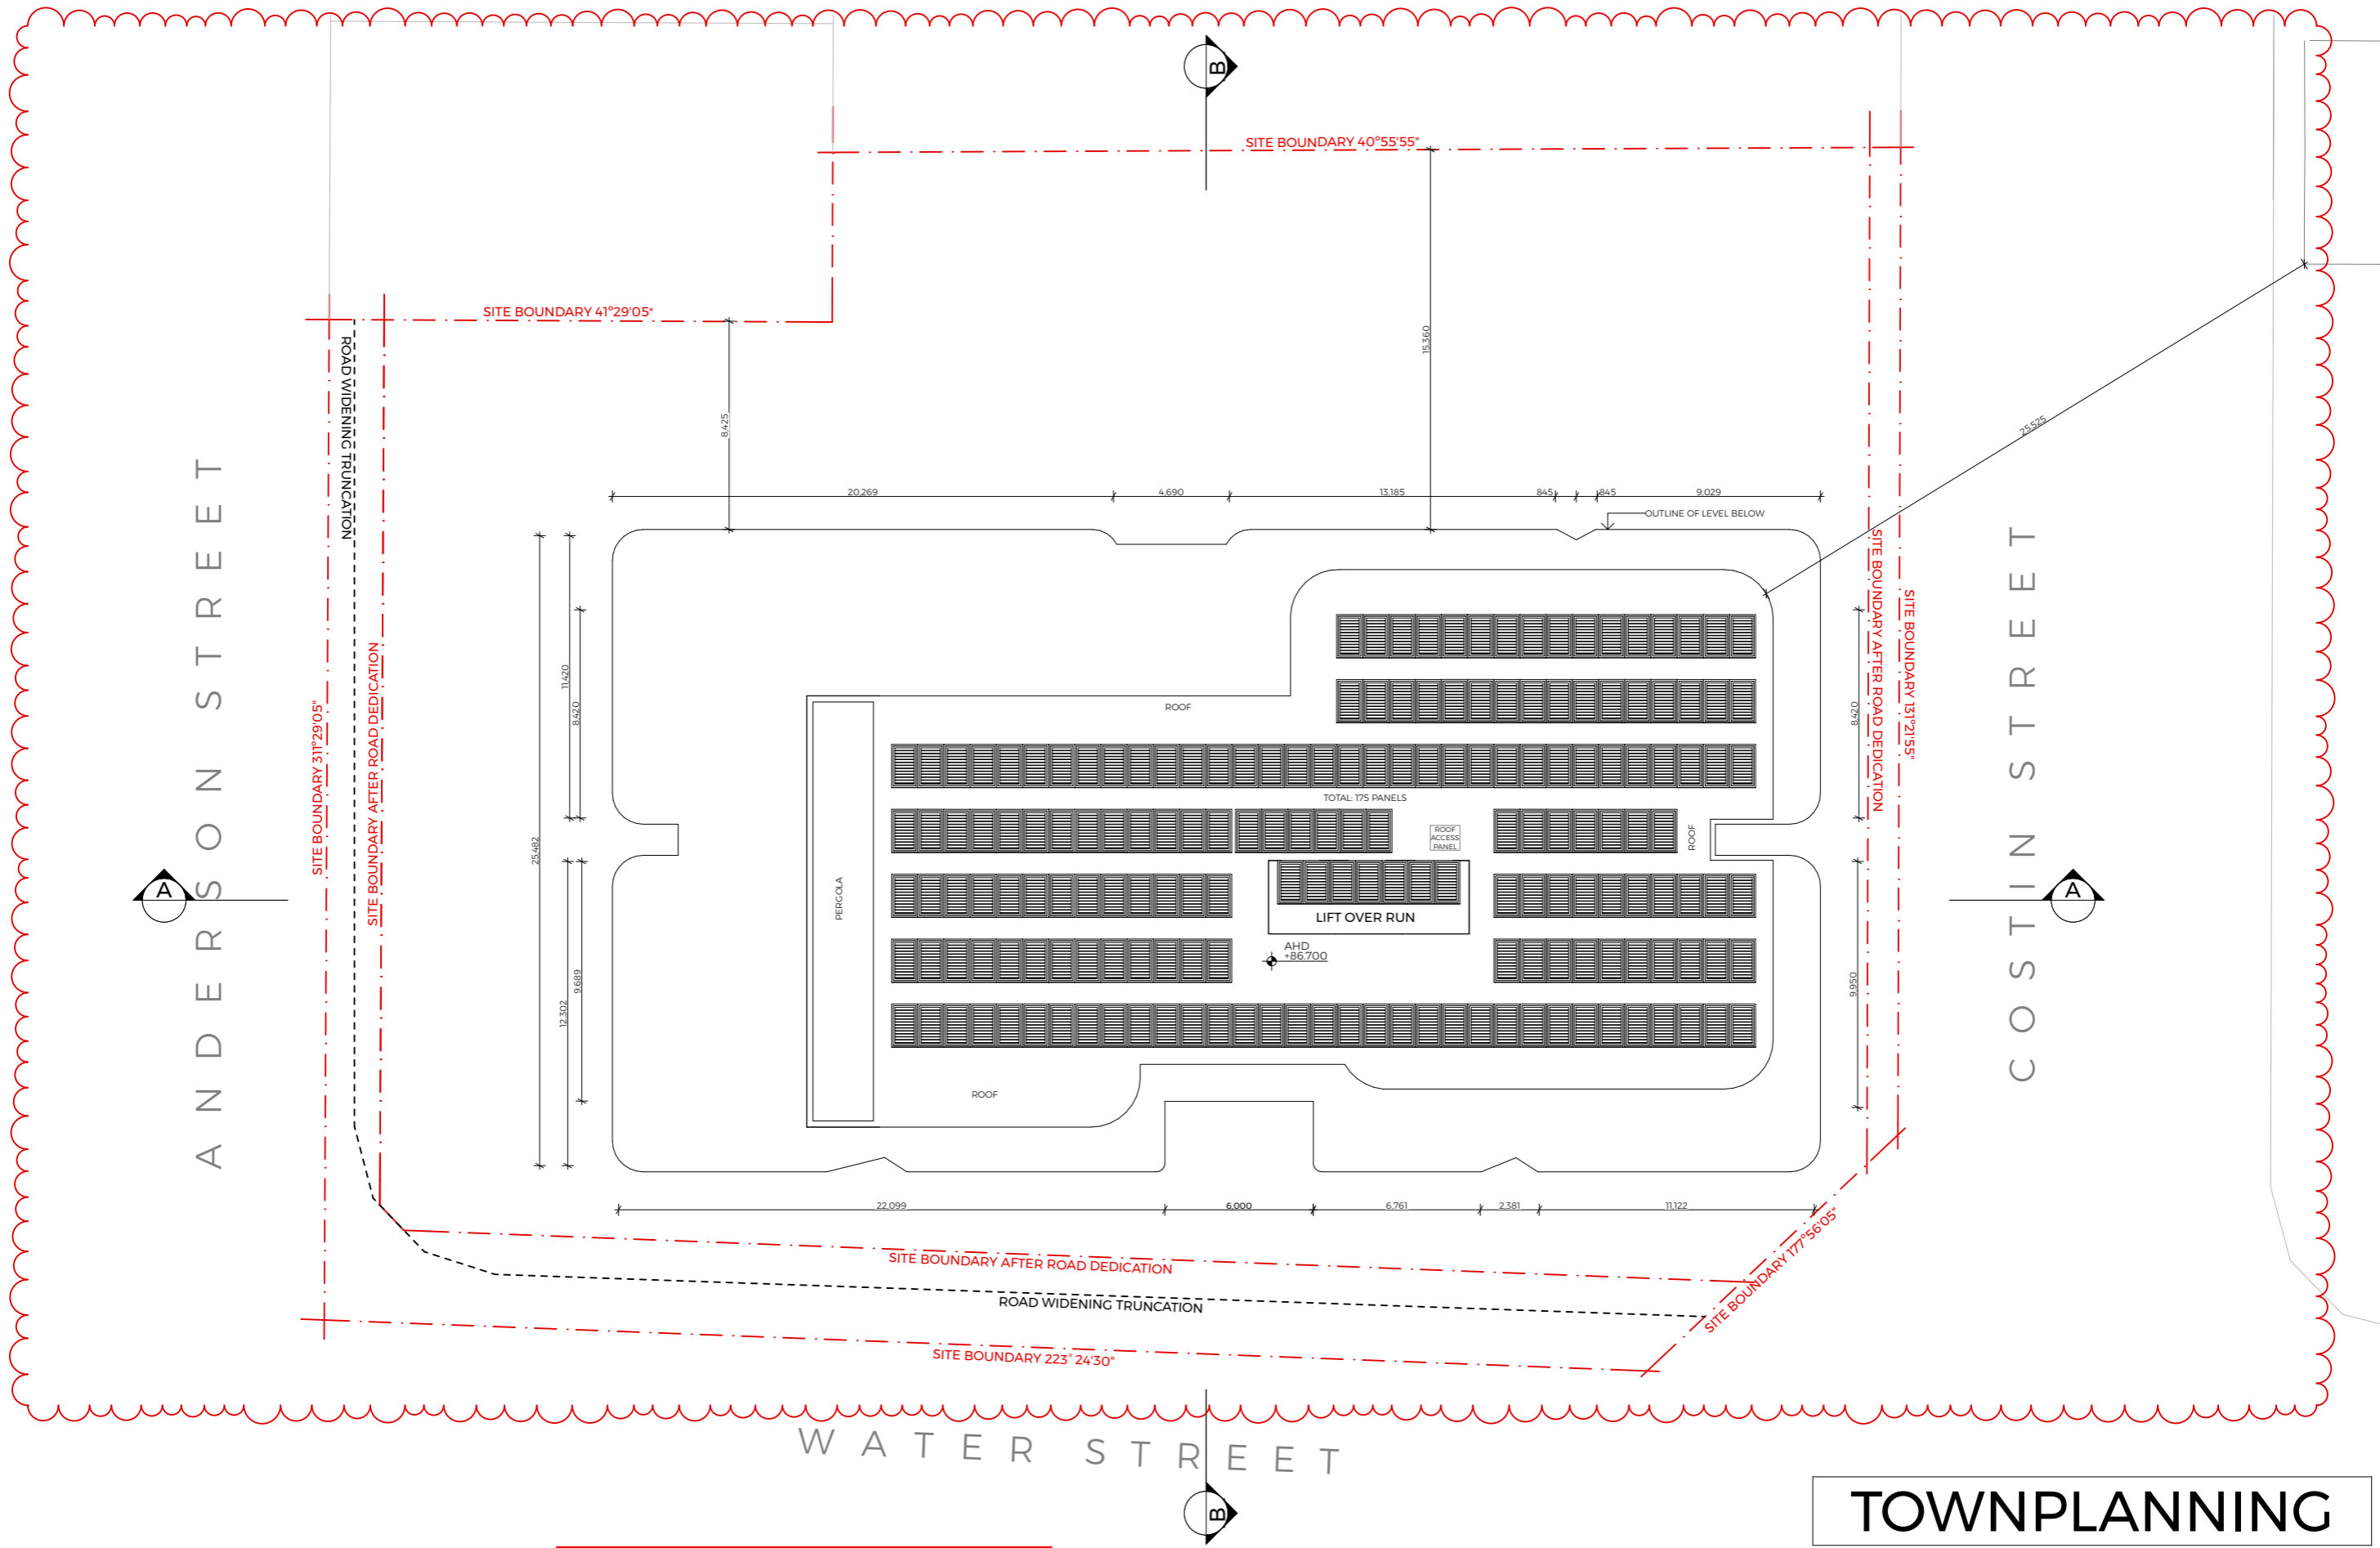 B
SITE BOUNDARY 40°55'55"
SITE BOUNDARY 41°29'05"
ROAD WIDENING TRUNCATION
15,360
8,425
25,525
ANDERSON STREET
COSTIN STREET
20,269
4,690
13,185
845
845
9,029
OUTLINE OF LEVEL BELOW
SITE BOUNDARY 311°29'05"
SITE BOUNDARY AFTER ROAD DEDICATION
SITE BOUNDARY AFTER ROAD DEDICATION
SITE BOUNDARY 131°21'55"
11,420
8,420
8,420
25,482
ROOF
TOTAL: 175 PANELS
ROOF
ACCESS
PANEL
ROOF
PERGOLA
A
A
LIFT OVER RUN
AHD
+86.700
9,689
12,302
9,950
ROOF
22,099
6,000
6,761
2,381
11,122
SITE BOUNDARY AFTER ROAD DEDICATION
SITE BOUNDARY 177°56'05"
ROAD WIDENING TRUNCATION
SITE BOUNDARY 223°24'30"
WATER STREET
B
TOWNPLANNING